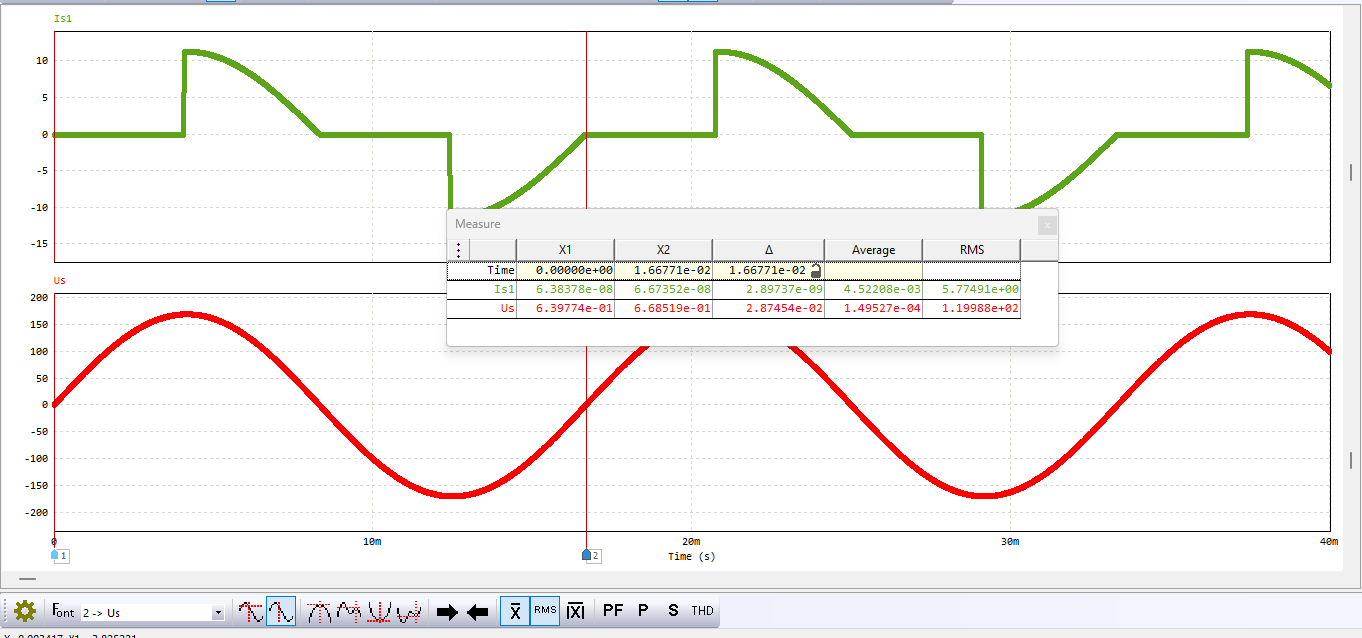 Is1
10
5
0
-5
-10
-15
Measure
X1 X2 Δ Average RMS
Time 0.00000e+00 1.66771e-02 1.66771e-02
Is1 6.38378e-08 6.67352e-08 2.89737e-09 4.52208e-03 5.77491e+00
Us 6.39774e-01 6.68519e-01 2.87454e-02 1.49527e-04 1.19988e+02
Us
200
150
100
50
0
-50
-100
-150
-200
0 10m 20m 30m 40m
1 2 Time (s)
Font 2 -> Us X RMS |X| PF P S THD